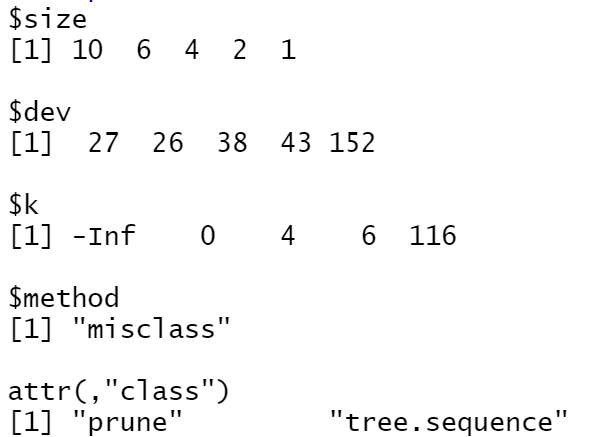 $size
[1] 10  6  4  2  1
$dev
[1]  27  26  38  43 152
$k
[1] -Inf    0    4    6  116
$method
[1] "misclass"
attr(,"class")
[1] "prune"         "tree.sequence"